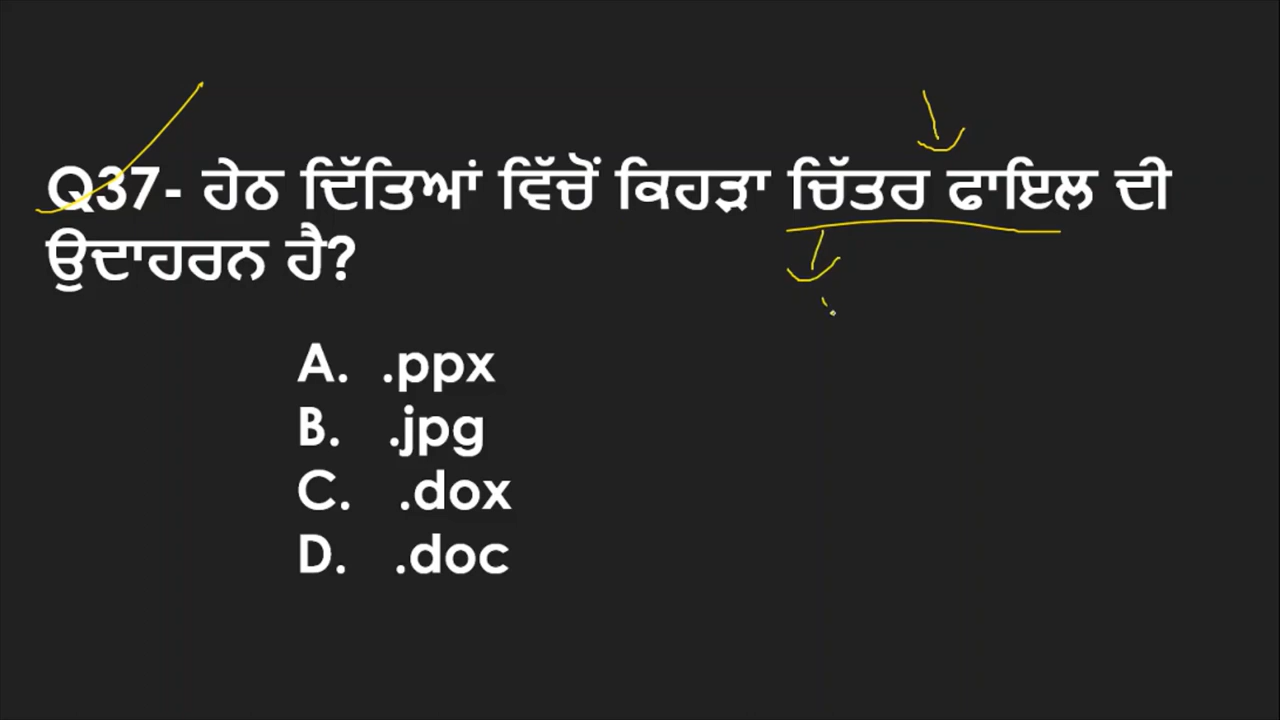 Q37- ਹੇਠ ਦਿੱਤਿਆਂ ਵਿੱਚੋਂ ਕਿਹੜਾ ਚਿੱਤਰ ਫਾਇਲ ਦੀ
ਉਦਾਹਰਨ ਹੈ?
A. .ppx
B. .jpg
C. .dox
D. .doc